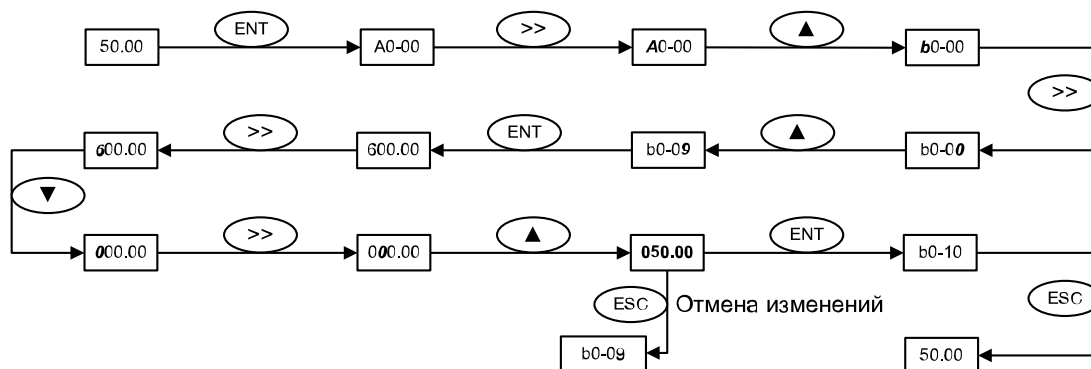 50.00 ENT A0-00 >> A0-00 ▲ b0-00
>>
600.00 >> 600.00 ENT b0-09 ▲ b0-00
▼
000.00 >> 000.00 ▲ 050.00 ENT b0-10
ESC Отмена изменений ESC
b0-09 50.00